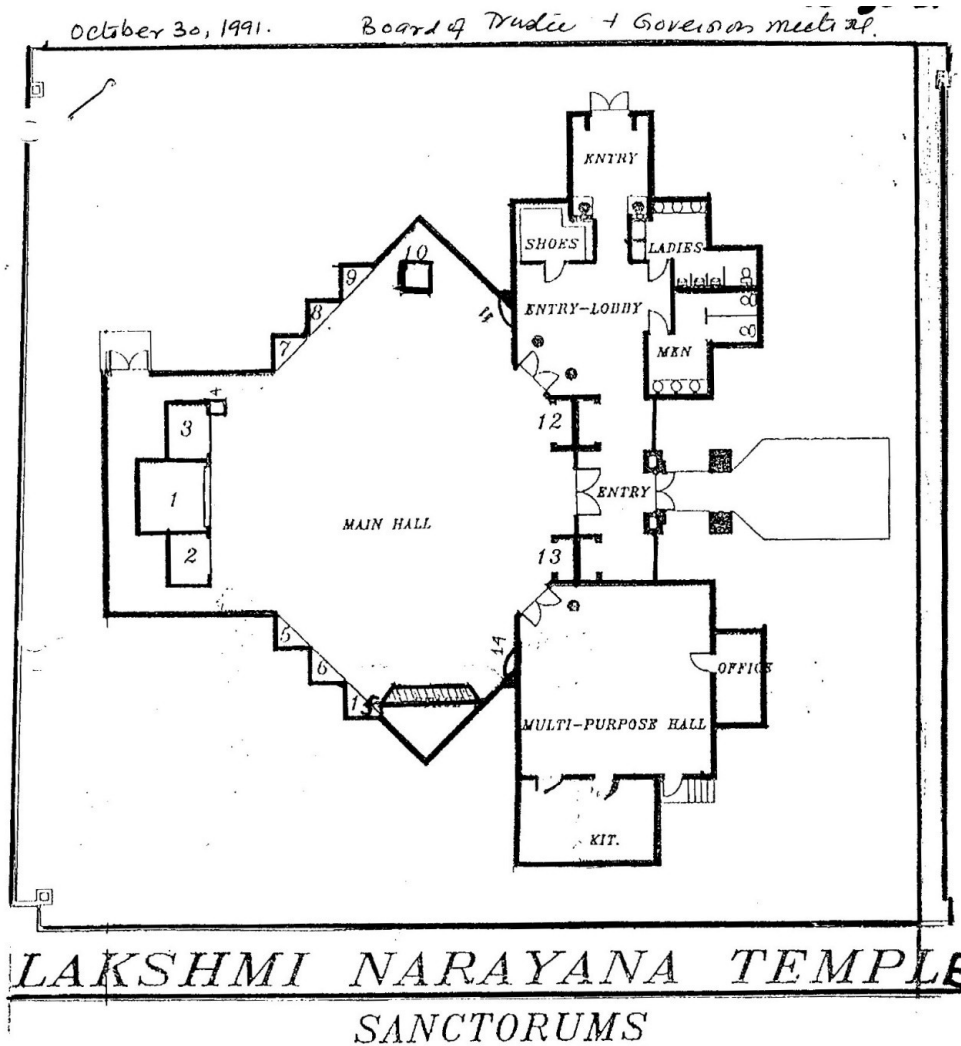 October 30, 1991. Board of Trustee + Governors meeting.
ENTRY
SHOES
LADIES
10
9
8
7
ENTRY-LOBBY
11
MEN
4
3
12
1
ENTRY
MAIN HALL
2
13
5
6
14
OFFICE
MULTI-PURPOSE HALL
KIT.
LAKSHMI NARAYANA TEMPLE
SANCTORUMS